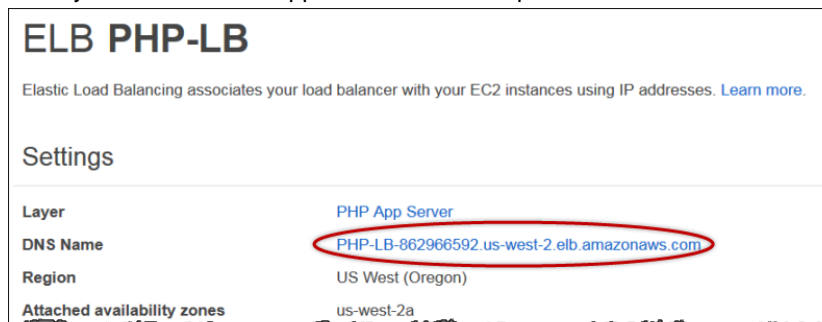 ELB PHP-LB
Elastic Load Balancing associates your load balancer with your EC2 instances using IP addresses. Learn more.
Settings
Layer PHP App Server
DNS Name PHP-LB-862966592.us-west-2.elb.amazonaws.com
Region US West (Oregon)
Attached availability zones us-west-2a